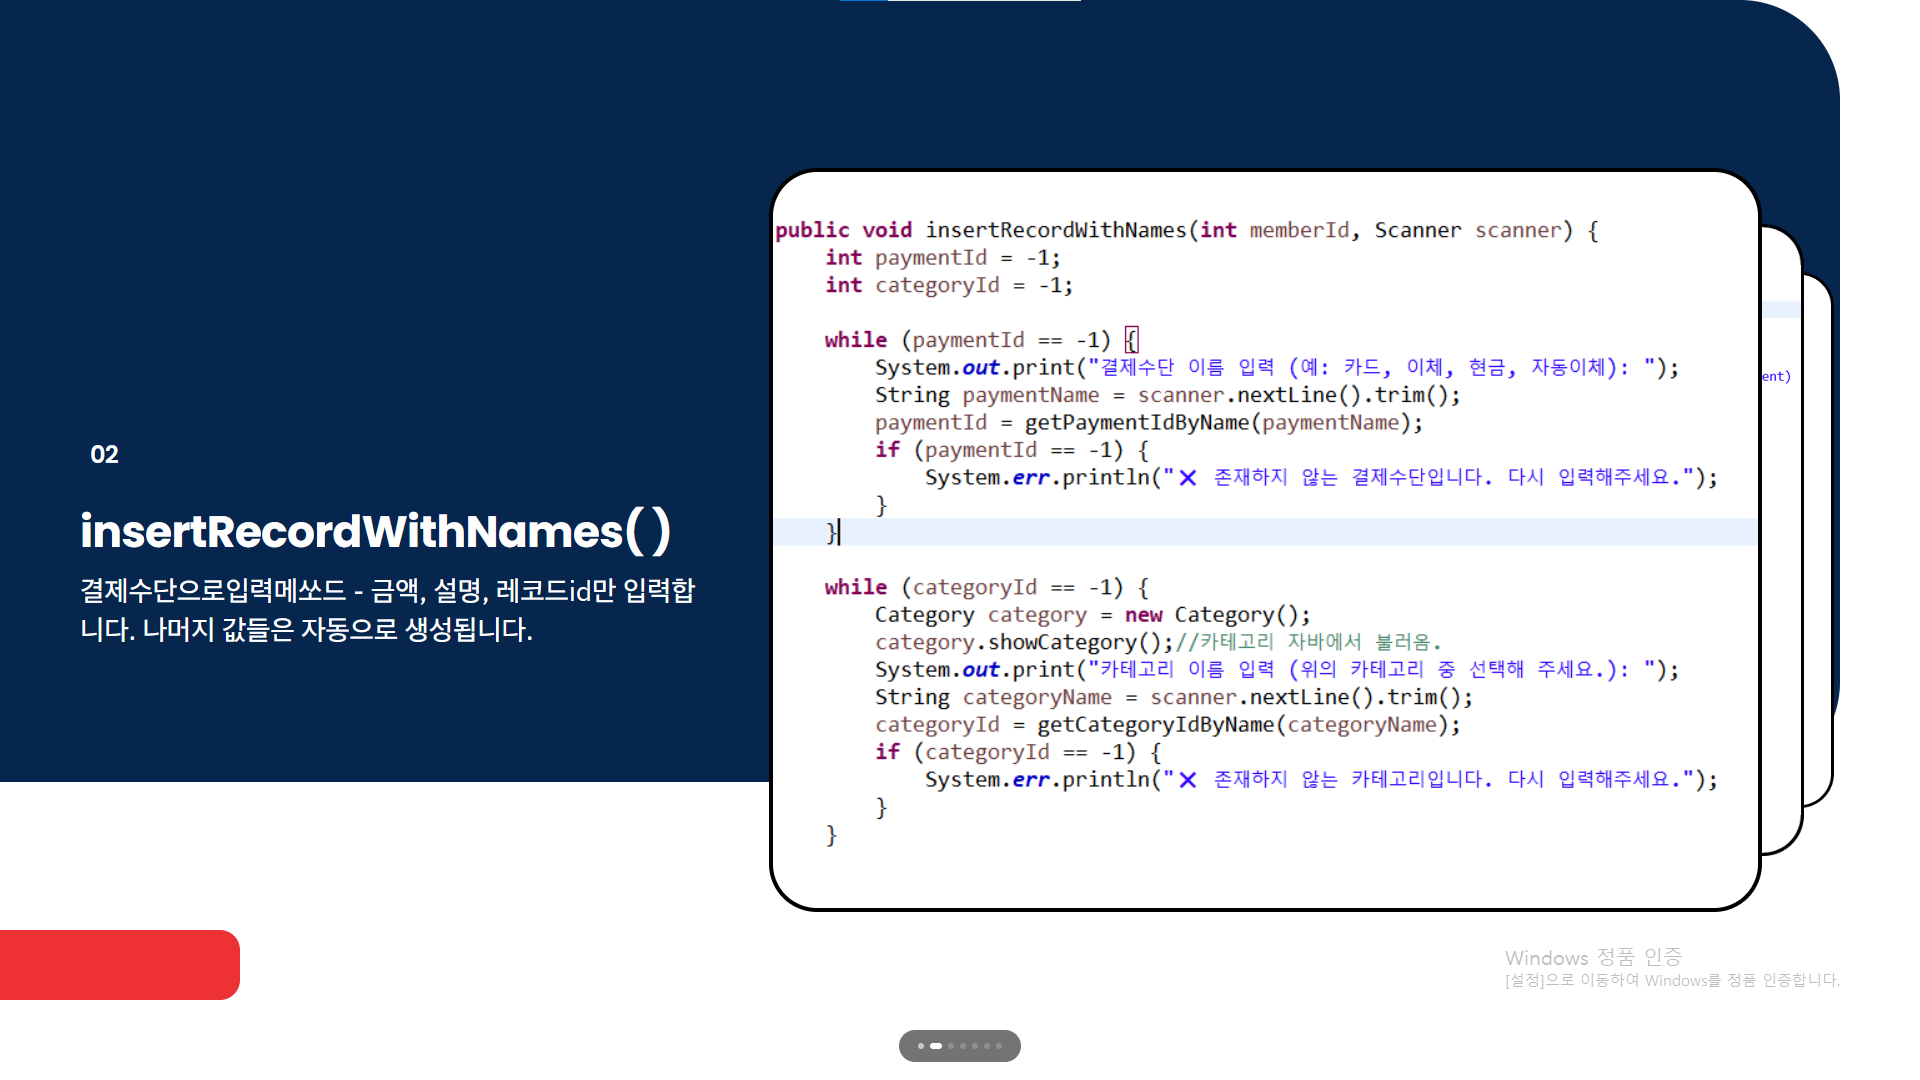 02
insertRecordWithNames( )
결제수단으로입력메쏘드 - 금액, 설명, 레코드id만 입력합
니다. 나머지 값들은 자동으로 생성됩니다.
public void insertRecordWithNames(int memberId, Scanner scanner) {
    int paymentId = -1;
    int categoryId = -1;

    while (paymentId == -1) {
        System.out.print("결제수단 이름 입력 (예: 카드, 이체, 현금, 자동이체): ");
        String paymentName = scanner.nextLine().trim();
        paymentId = getPaymentIdByName(paymentName);
        if (paymentId == -1) {
            System.err.println("❌ 존재하지 않는 결제수단입니다. 다시 입력해주세요.");
        }
    }

    while (categoryId == -1) {
        Category category = new Category();
        category.showCategory();//카테고리 자바에서 불러옴.
        System.out.print("카테고리 이름 입력 (위의 카테고리 중 선택해 주세요.): ");
        String categoryName = scanner.nextLine().trim();
        categoryId = getCategoryIdByName(categoryName);
        if (categoryId == -1) {
            System.err.println("❌ 존재하지 않는 카테고리입니다. 다시 입력해주세요.");
        }
    }
ent)
Windows 정품 인증
[설정]으로 이동하여 Windows를 정품 인증합니다.